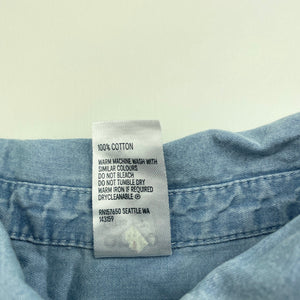 100% COTTON
WARM MACHINE WASH WITH
SIMILAR COLOURS
DO NOT BLEACH
DO NOT TUMBLE DRY
WARM IRON IF REQUIRED
DRYCLEANABLE Ⓟ
RN157650 SEATTLE WA
143159